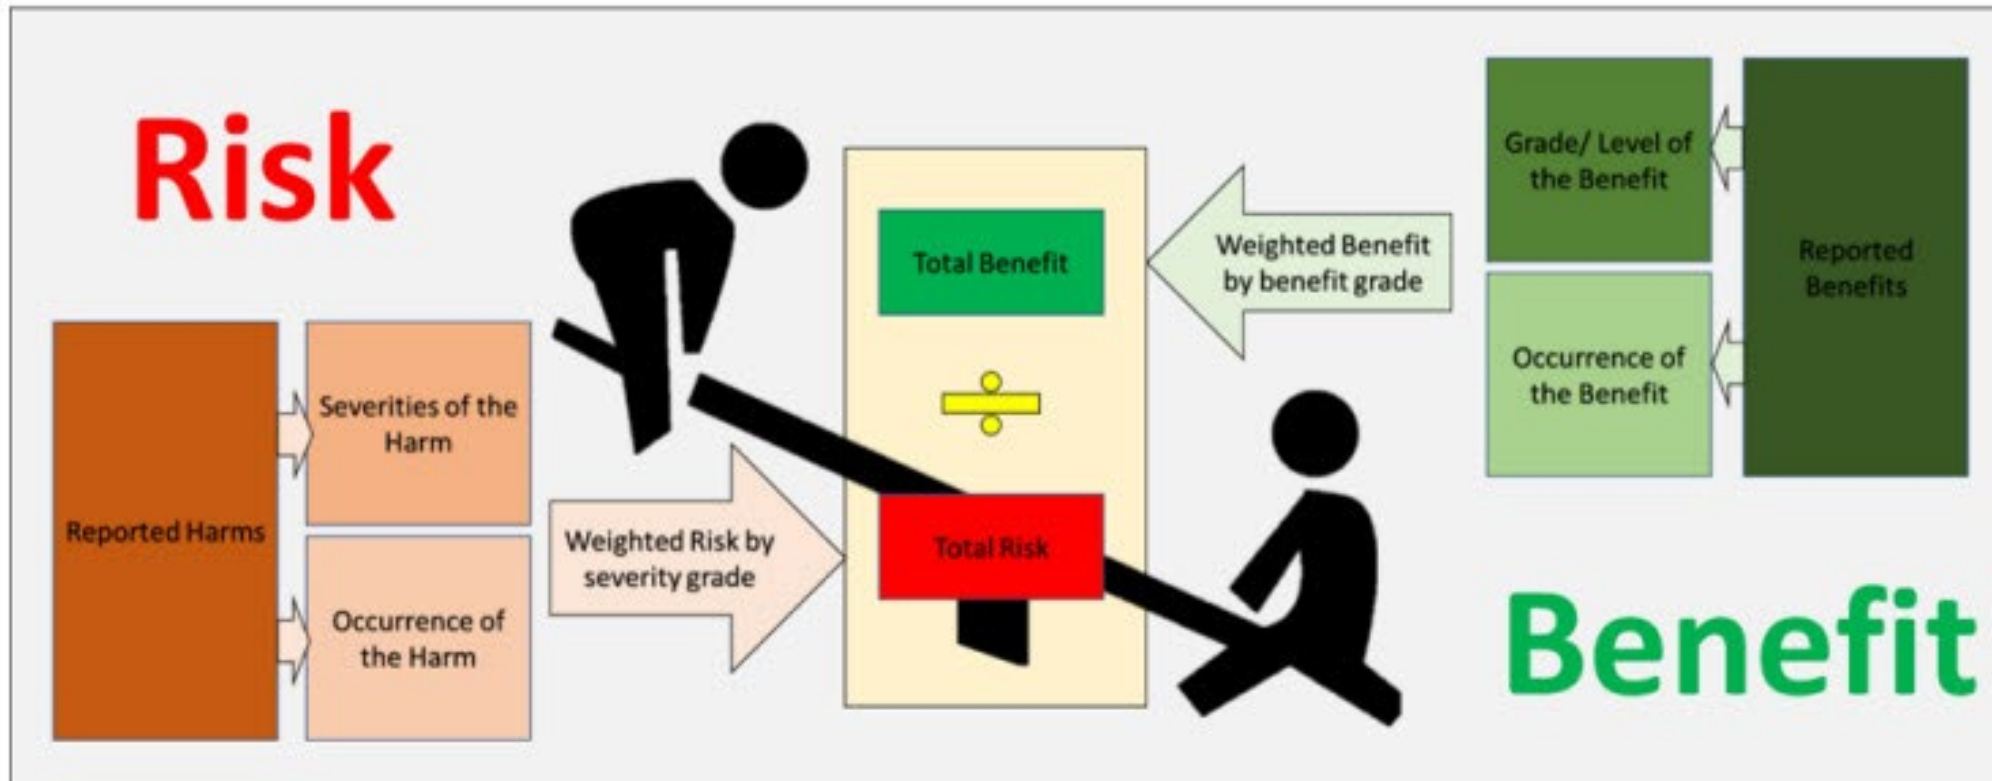 Risk
Reported Harms
Severities of the
Harm
Occurrence of
the Harm
Weighted Risk by
severity grade
Total Benefit
Total Risk
Weighted Benefit
by benefit grade
Grade/ Level of
the Benefit
Occurrence of
the Benefit
Reported
Benefits
Benefit